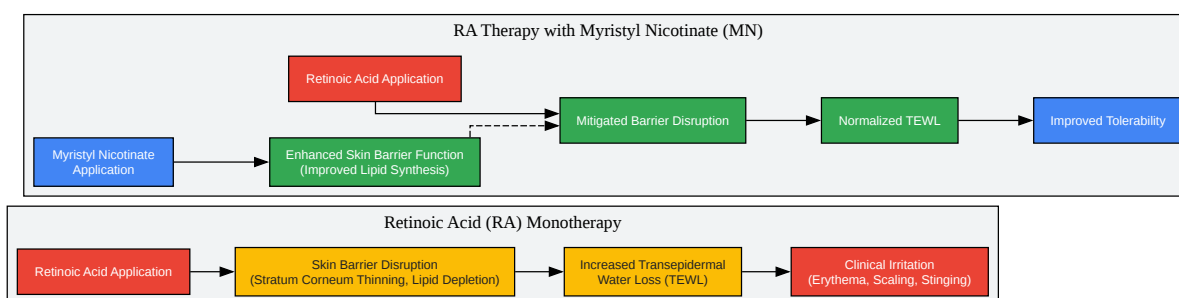 RA Therapy with Myristyl Nicotinate (MN)
Retinoic Acid Application
Mitigated Barrier Disruption
Normalized TEWL
Improved Tolerability
Myristyl Nicotinate
Application
Enhanced Skin Barrier Function
(Improved Lipid Synthesis)
Retinoic Acid (RA) Monotherapy
Retinoic Acid Application
Skin Barrier Disruption
(Stratum Corneum Thinning, Lipid Depletion)
Increased Transepidermal
Water Loss (TEWL)
Clinical Irritation
(Erythema, Scaling, Stinging)